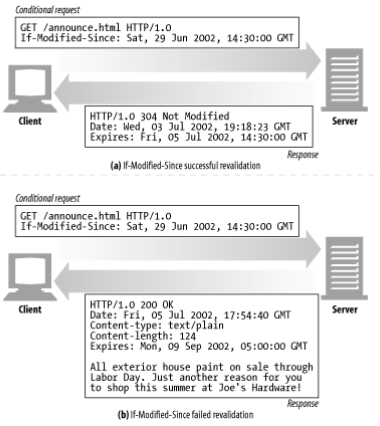 Conditional request
GET /announce.html HTTP/1.0
If-Modified-Since: Sat, 29 Jun 2002, 14:30:00 GMT
Client
Server
HTTP/1.0 304 Not Modified
Date: Wed, 03 Jul 2002, 19:18:23 GMT
Expires: Fri, 05 Jul 2002, 14:30:00 GMT
Response
(a) If-Modified-Since successful revalidation
Conditional request
GET /announce.html HTTP/1.0
If-Modified-Since: Sat, 29 Jun 2002, 14:30:00 GMT
Client
Server
HTTP/1.0 200 OK
Date: Fri, 05 Jul 2002, 17:54:40 GMT
Content-type: text/plain
Content-length: 124
Expires: Mon, 09 Sep 2002, 05:00:00 GMT
All exterior house paint on sale through
Labor Day. Just another reason for you
to shop this summer at Joe's Hardware!
Response
(b) If-Modified-Since failed revalidation